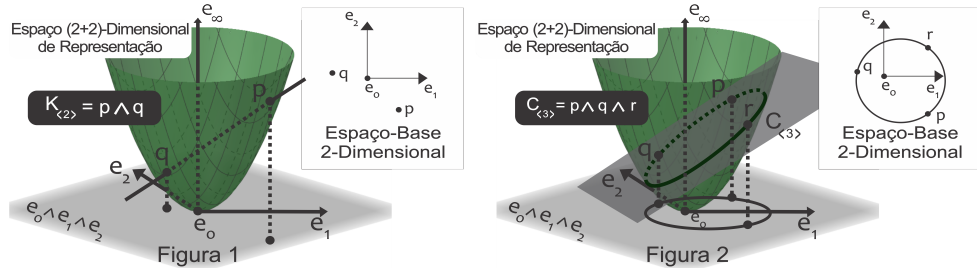 Espaço (2+2)-Dimensional
de Representação
e∞
K⟨2⟩ = p ∧ q
p
q
e2
eo
e1
eo ∧ e1 ∧ e2
e2
q
eo
e1
p
Espaço-Base
2-Dimensional
Figura 1
Espaço (2+2)-Dimensional
de Representação
e∞
C⟨3⟩ = p ∧ q ∧ r
p
r
C⟨3⟩
q
e2
eo
e1
eo ∧ e1 ∧ e2
e2
r
q
eo
e1
p
Espaço-Base
2-Dimensional
Figura 2